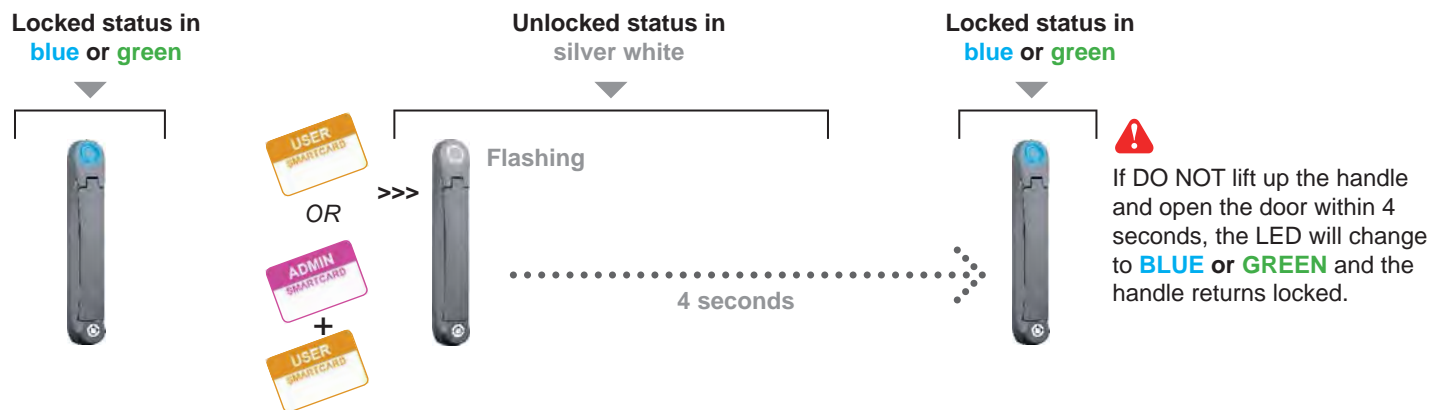 Locked status in
blue or green
Unlocked status in
silver white
Locked status in
blue or green
USER
SMARTCARD
OR
ADMIN
SMARTCARD
+
USER
SMARTCARD
>>>
Flashing
4 seconds
If DO NOT lift up the handle
and open the door within 4
seconds, the LED will change
to BLUE or GREEN and the
handle returns locked.